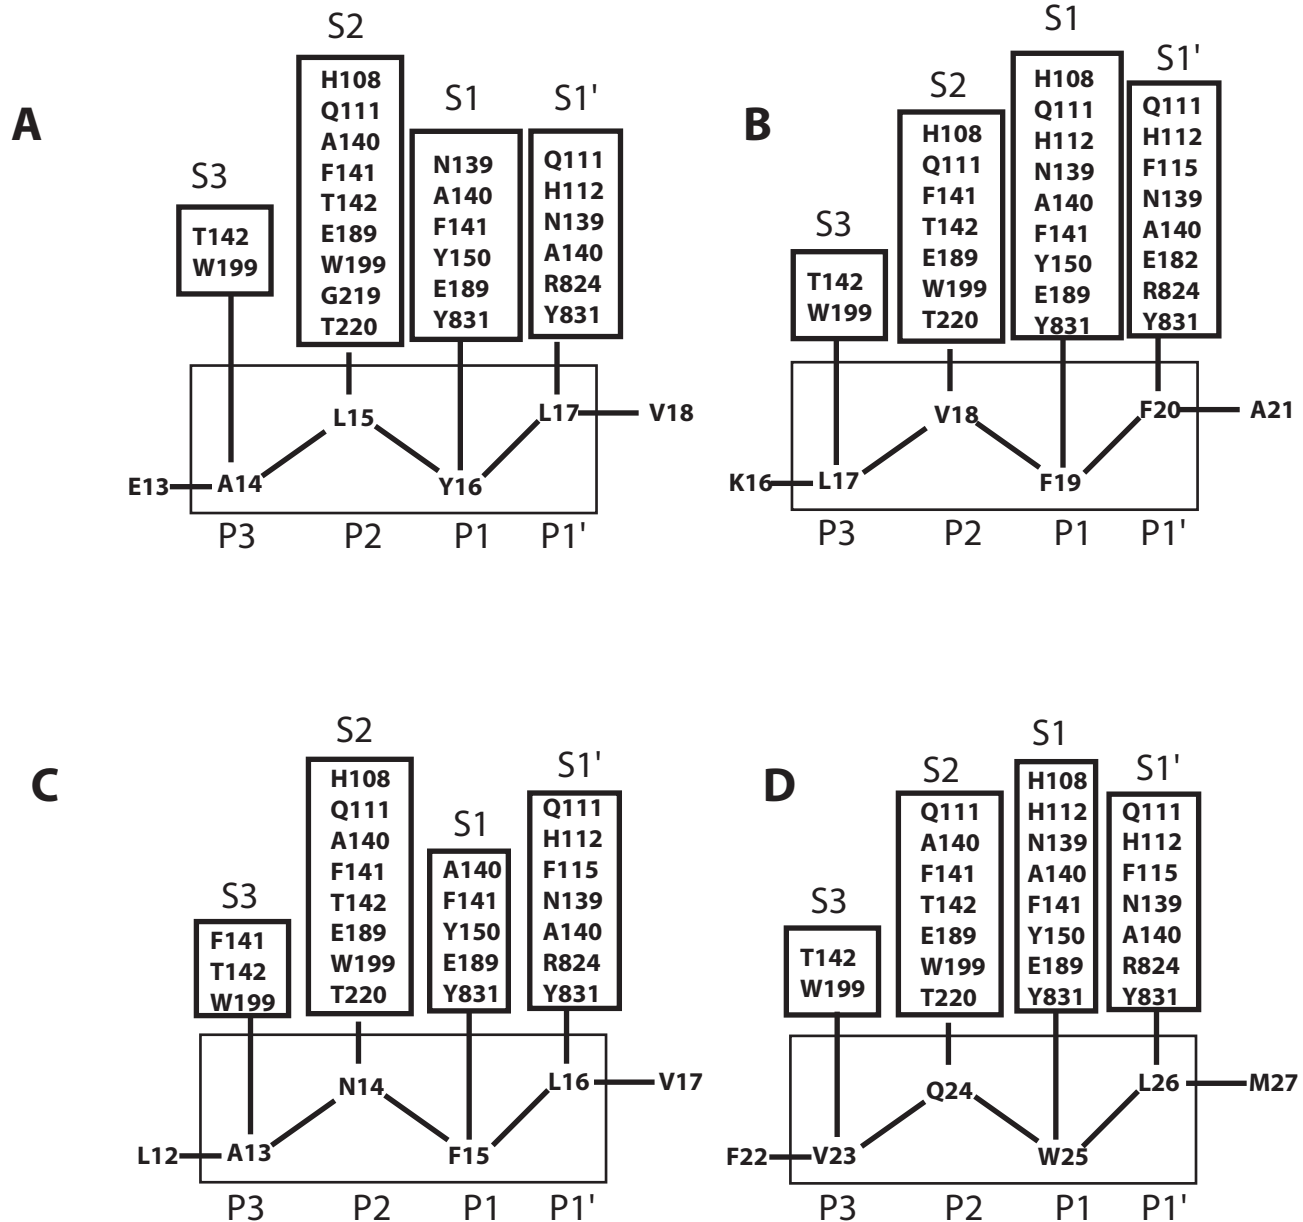 A
S3
T142
W199
S2
H108
Q111
A140
F141
T142
E189
W199
G219
T220
S1
N139
A140
F141
Y150
E189
Y831
S1'
Q111
H112
N139
A140
R824
Y831
E13
A14
L15
Y16
L17
V18
P3
P2
P1
P1'
B
S3
T142
W199
S2
H108
Q111
F141
T142
E189
W199
T220
S1
H108
Q111
H112
N139
A140
F141
Y150
E189
Y831
S1'
Q111
H112
F115
N139
A140
E182
R824
Y831
K16
L17
V18
F19
F20
A21
P3
P2
P1
P1'
C
S3
F141
T142
W199
S2
H108
Q111
A140
F141
T142
E189
W199
T220
S1
A140
F141
Y150
E189
Y831
S1'
Q111
H112
F115
N139
A140
R824
Y831
L12
A13
N14
F15
L16
V17
P3
P2
P1
P1'
D
S3
T142
W199
S2
Q111
A140
F141
T142
E189
W199
T220
S1
H108
H112
N139
A140
F141
Y150
E189
Y831
S1'
Q111
H112
F115
N139
A140
R824
Y831
F22
V23
Q24
W25
L26
M27
P3
P2
P1
P1'